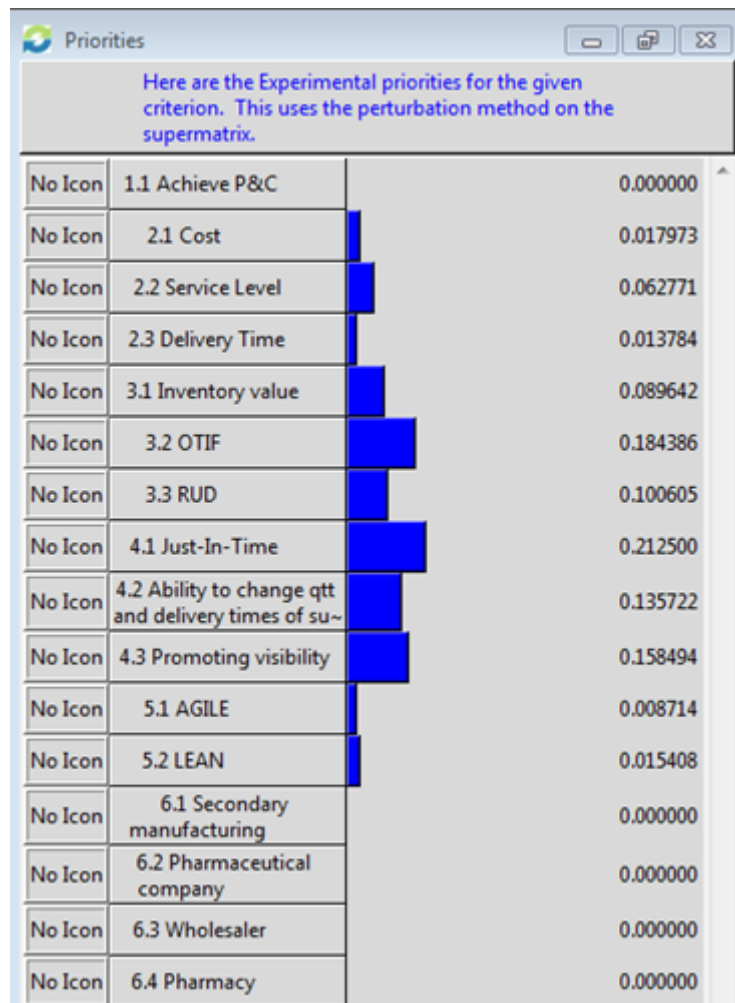 Priorities
Here are the Experimental priorities for the given
criterion. This uses the perturbation method on the
supermatrix.
No Icon 1.1 Achieve P&C 0.000000
No Icon 2.1 Cost 0.017973
No Icon 2.2 Service Level 0.062771
No Icon 2.3 Delivery Time 0.013784
No Icon 3.1 Inventory value 0.089642
No Icon 3.2 OTIF 0.184386
No Icon 3.3 RUD 0.100605
No Icon 4.1 Just-In-Time 0.212500
No Icon 4.2 Ability to change qtt
and delivery times of su~ 0.135722
No Icon 4.3 Promoting visibility 0.158494
No Icon 5.1 AGILE 0.008714
No Icon 5.2 LEAN 0.015408
No Icon 6.1 Secondary
manufacturing 0.000000
No Icon 6.2 Pharmaceutical
company 0.000000
No Icon 6.3 Wholesaler 0.000000
No Icon 6.4 Pharmacy 0.000000